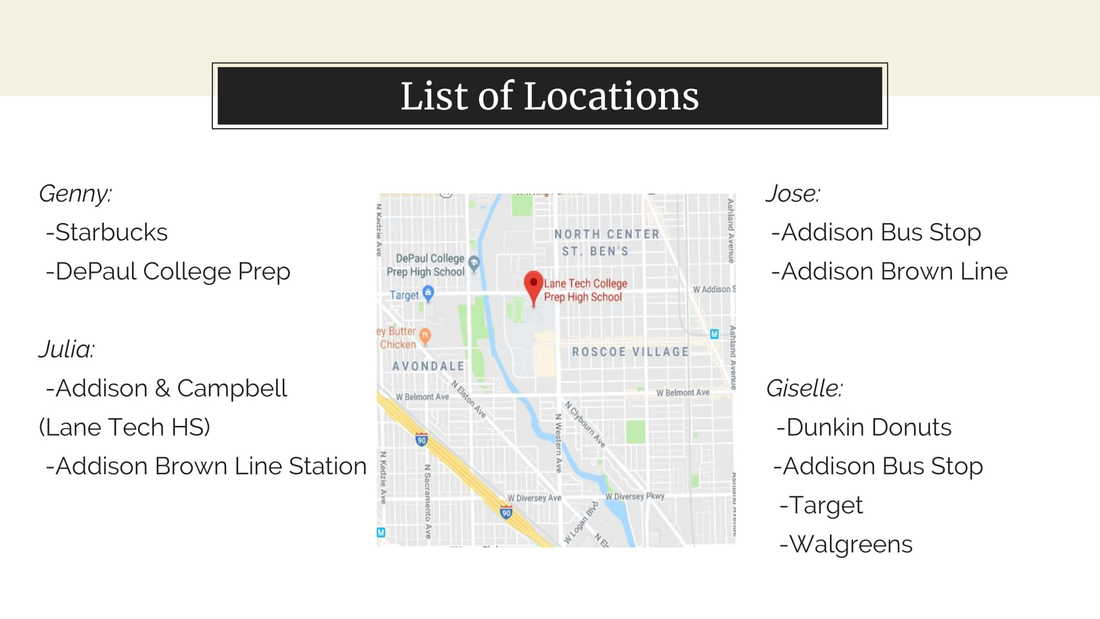 List of Locations
Genny:
-Starbucks
-DePaul College Prep
Julia:
-Addison & Campbell
(Lane Tech HS)
-Addison Brown Line Station
N Kedzie Ave
NORTH CENTER
ST. BEN'S
Ashland Avenue
DePaul College
Prep High School
Target
Lane Tech College
Prep High School
W Addison S
ey Butter
Chicken
ROSCOE VILLAGE
Ashland Avenue
AVONDALE
W Belmont Ave
N Elston Ave
W Belmont Ave
N Clybourn Ave
N Western Ave
90
N Kedzie Ave
N Sacramento Ave
W Diversey Ave
W Diversey Pkwy
90
W Logan Blv
N El
Jose:
-Addison Bus Stop
-Addison Brown Line
Giselle:
-Dunkin Donuts
-Addison Bus Stop
-Target
-Walgreens